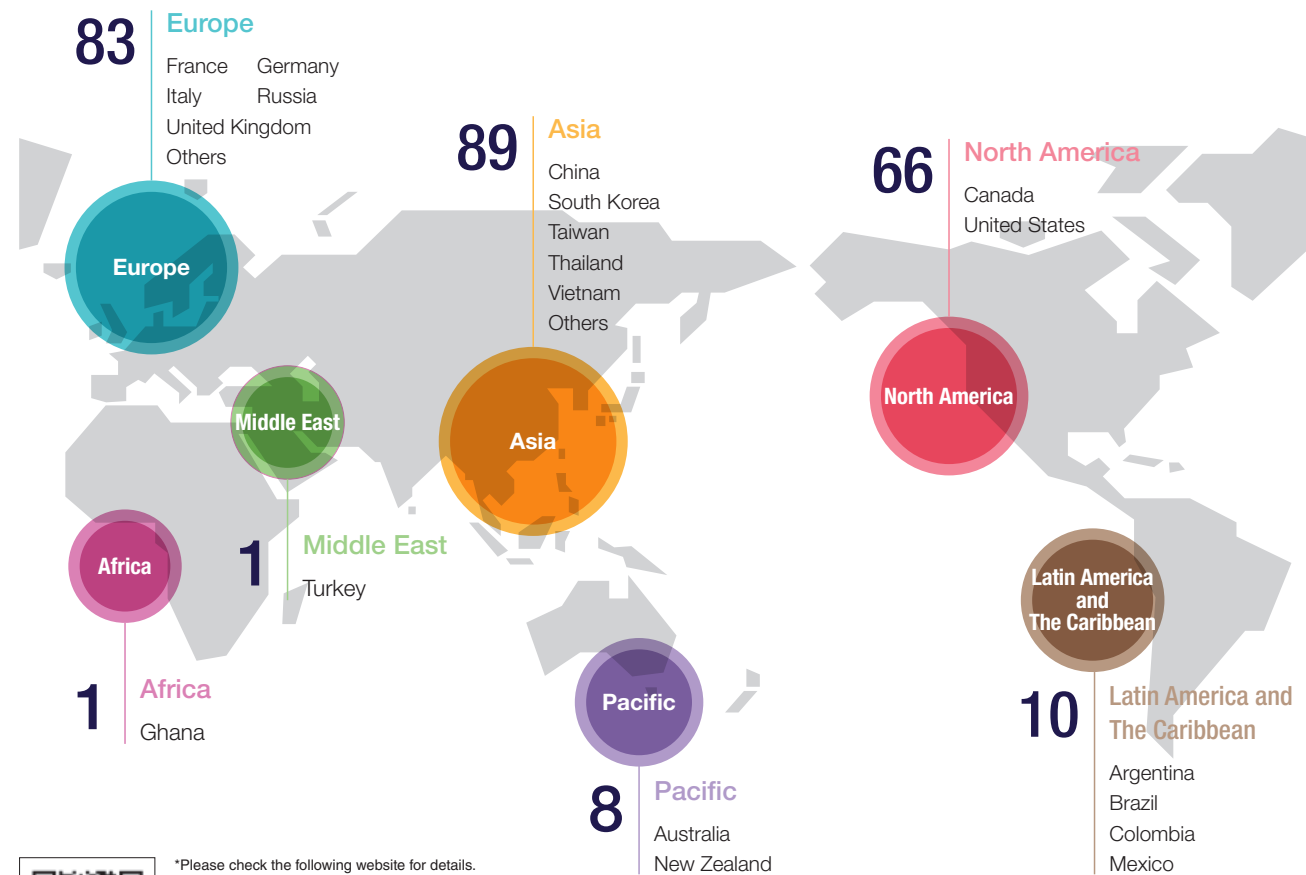 83
Europe
France Germany
Italy Russia
United Kingdom
Others
Europe
89
Asia
China
South Korea
Taiwan
Thailand
Vietnam
Others
Asia
66
North America
Canada
United States
North America
Middle East
1
Middle East
Turkey
Africa
1
Africa
Ghana
Pacific
8
Pacific
Australia
New Zealand
Latin America
and
The Caribbean
10
Latin America and
The Caribbean
Argentina
Brazil
Colombia
Mexico
*Please check the following website for details.